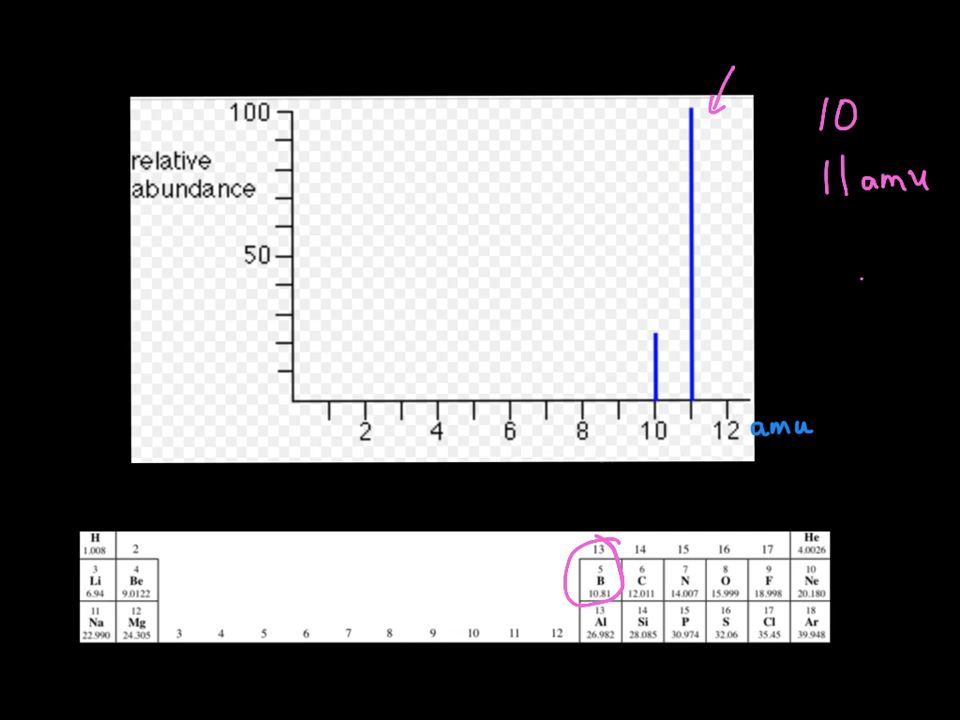 100
relative
abundance
50
2 4 6 8 10 12 amu
10
11 amu
H He
1.008 2 13 14 15 16 17 4.0026
3 4 5 6 7 8 9 10
Li Be B C N O F Ne
6.94 9.0122 10.81 12.011 14.007 15.999 18.998 20.180
11 12 13 14 15 16 17 18
Na Mg Al Si P S Cl Ar
22.990 24.305 3 4 5 6 7 8 9 10 11 12 26.982 28.085 30.974 32.06 35.45 39.948